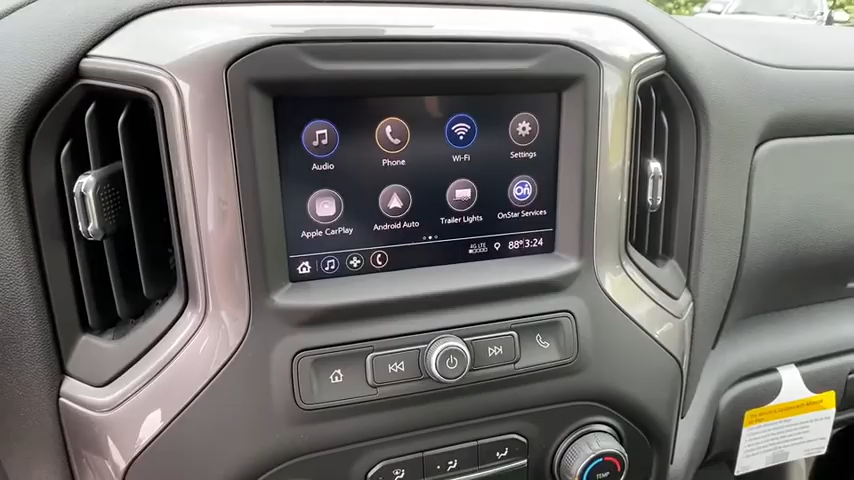 Audio
Phone
Wi-Fi
Settings
Apple CarPlay
Android Auto
Trailer Lights
OnStar Services
On
4G LTE
88° 3:24
TEMP